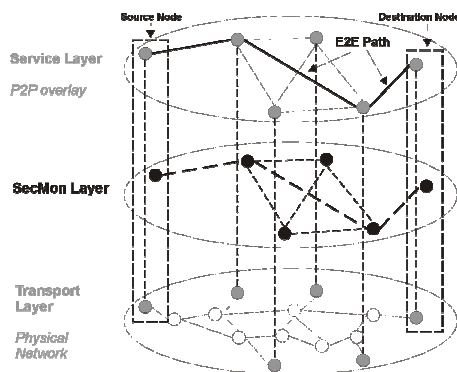 Source Node
Destination Node
E2E Path
Service Layer
P2P overlay
SecMon Layer
Transport
Layer
Physical
Network